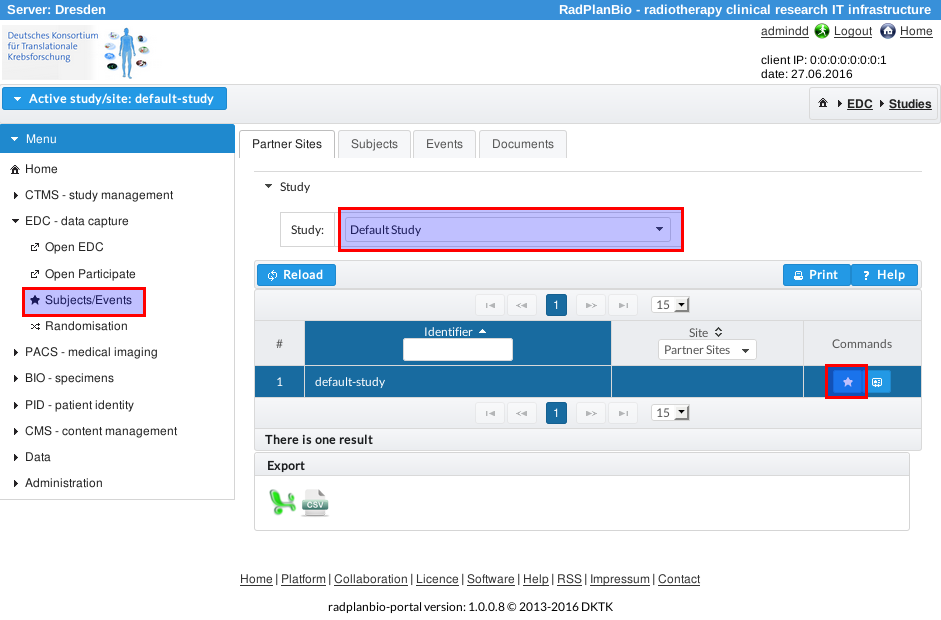 Server: Dresden
RadPlanBio - radiotherapy clinical research IT infrastructure
Deutsches Konsortium
für Translationale
Krebsforschung
admindd Logout Home
client IP: 0:0:0:0:0:0:0:1
date: 27.06.2016
Active study/site: default-study
EDC Studies
Menu
Home
CTMS - study management
EDC - data capture
Open EDC
Open Participate
Subjects/Events
Randomisation
PACS - medical imaging
BIO - specimens
PID - patient identity
CMS - content management
Data
Administration
Partner Sites Subjects Events Documents
Study
Study: Default Study
Reload Print ? Help
1 15
# Identifier Site Commands
Partner Sites
1 default-study
1 15
There is one result
Export
CSV
Home | Platform | Collaboration | Licence | Software | Help | RSS | Impressum | Contact
radplanbio-portal version: 1.0.0.8 © 2013-2016 DKTK